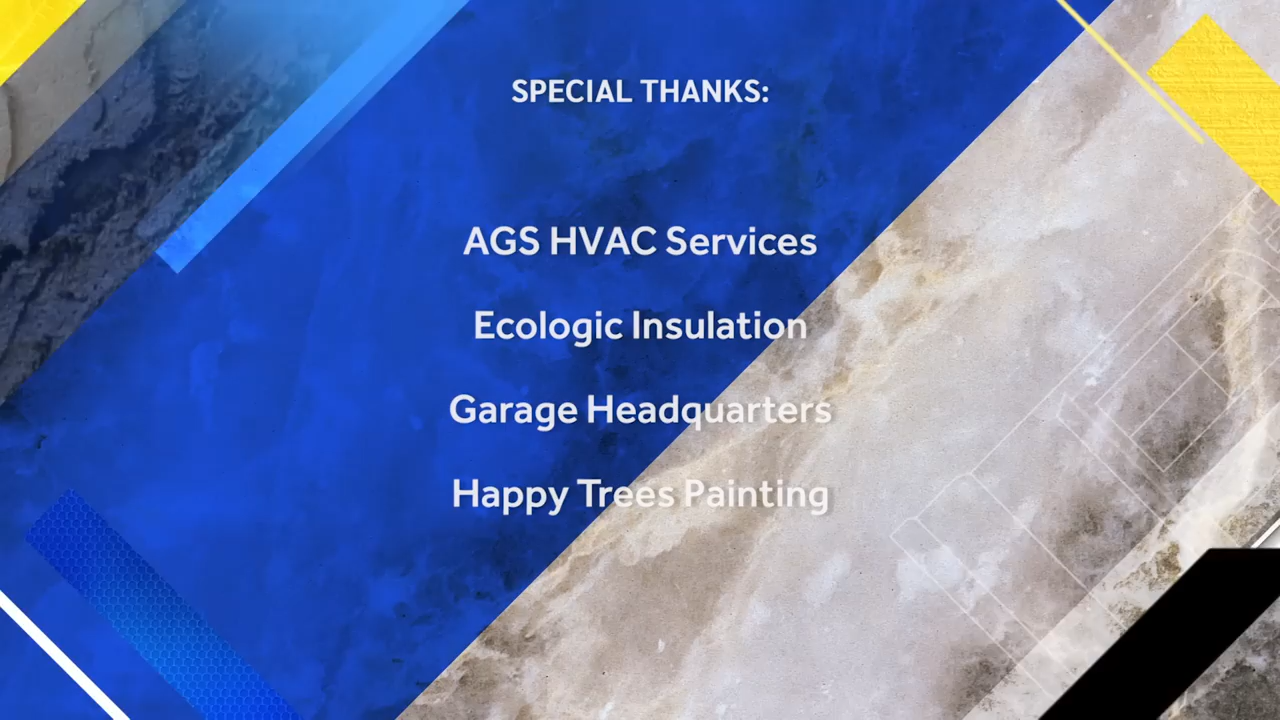 SPECIAL THANKS:
AGS HVAC Services
Ecologic Insulation
Garage Headquarters
Happy Trees Painting